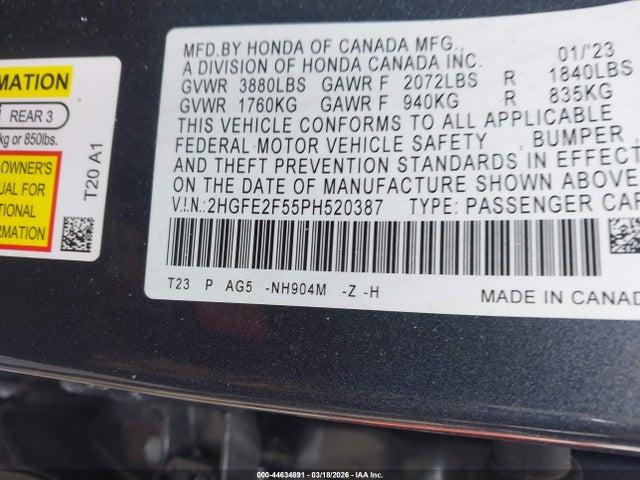 MATION
REAR 3
kg or 850lbs.
OWNER'S
UAL FOR
TIONAL
RMATION
T20 A1
MFD.BY HONDA OF CANADA MFG., 01/'23
A DIVISION OF HONDA CANADA INC.
GVWR 3880LBS GAWR F 2072LBS R 1840LBS
GVWR 1760KG GAWR F 940KG R 835KG
THIS VEHICLE CONFORMS TO ALL APPLICABLE
FEDERAL MOTOR VEHICLE SAFETY , BUMPER
AND THEFT PREVENTION STANDARDS IN EFFECT
ON THE DATE OF MANUFACTURE SHOWN ABOVE
V.I.N.:2HGFE2F55PH520387 TYPE: PASSENGER CAR
T23 P AG5 -NH904M -Z -H
MADE IN CANAD
000-44634891 | 03/18/2026 - IAA Inc.